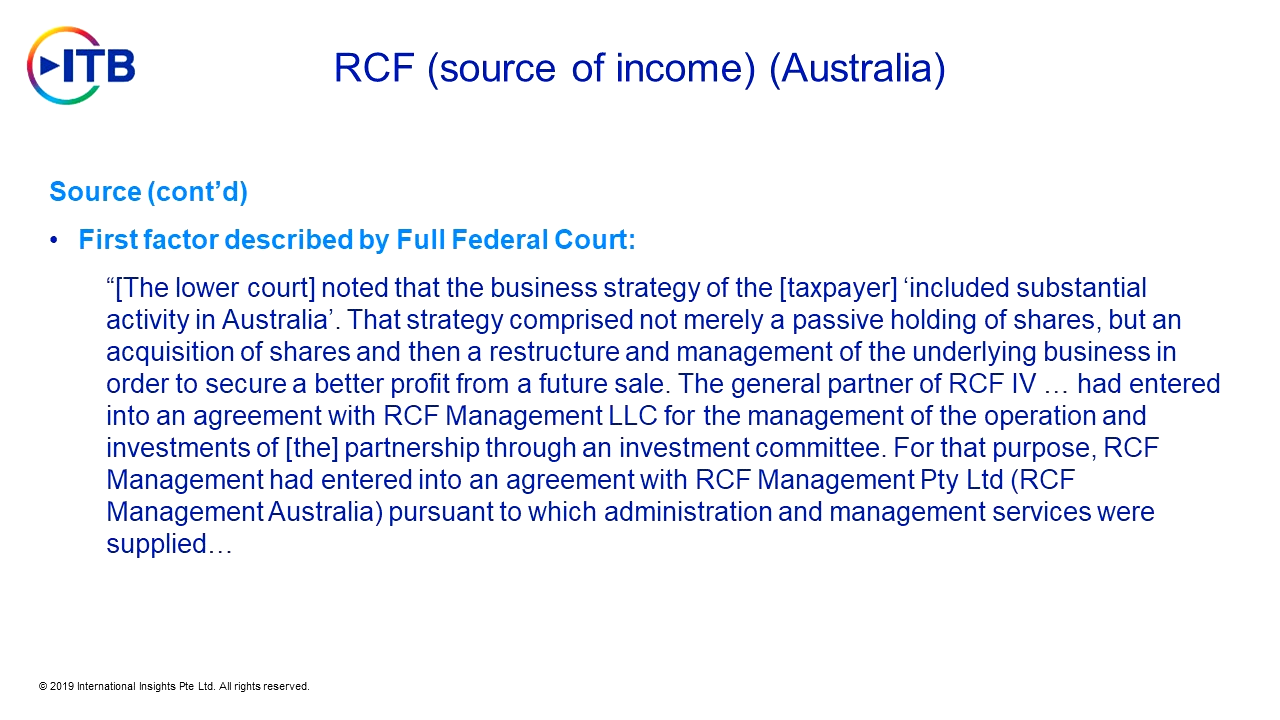 ITB
RCF (source of income) (Australia)
Source (cont’d)
• First factor described by Full Federal Court:
“[The lower court] noted that the business strategy of the [taxpayer] ‘included substantial
activity in Australia’. That strategy comprised not merely a passive holding of shares, but an
acquisition of shares and then a restructure and management of the underlying business in
order to secure a better profit from a future sale. The general partner of RCF IV … had entered
into an agreement with RCF Management LLC for the management of the operation and
investments of [the] partnership through an investment committee. For that purpose, RCF
Management had entered into an agreement with RCF Management Pty Ltd (RCF
Management Australia) pursuant to which administration and management services were
supplied…
© 2019 International Insights Pte Ltd. All rights reserved.